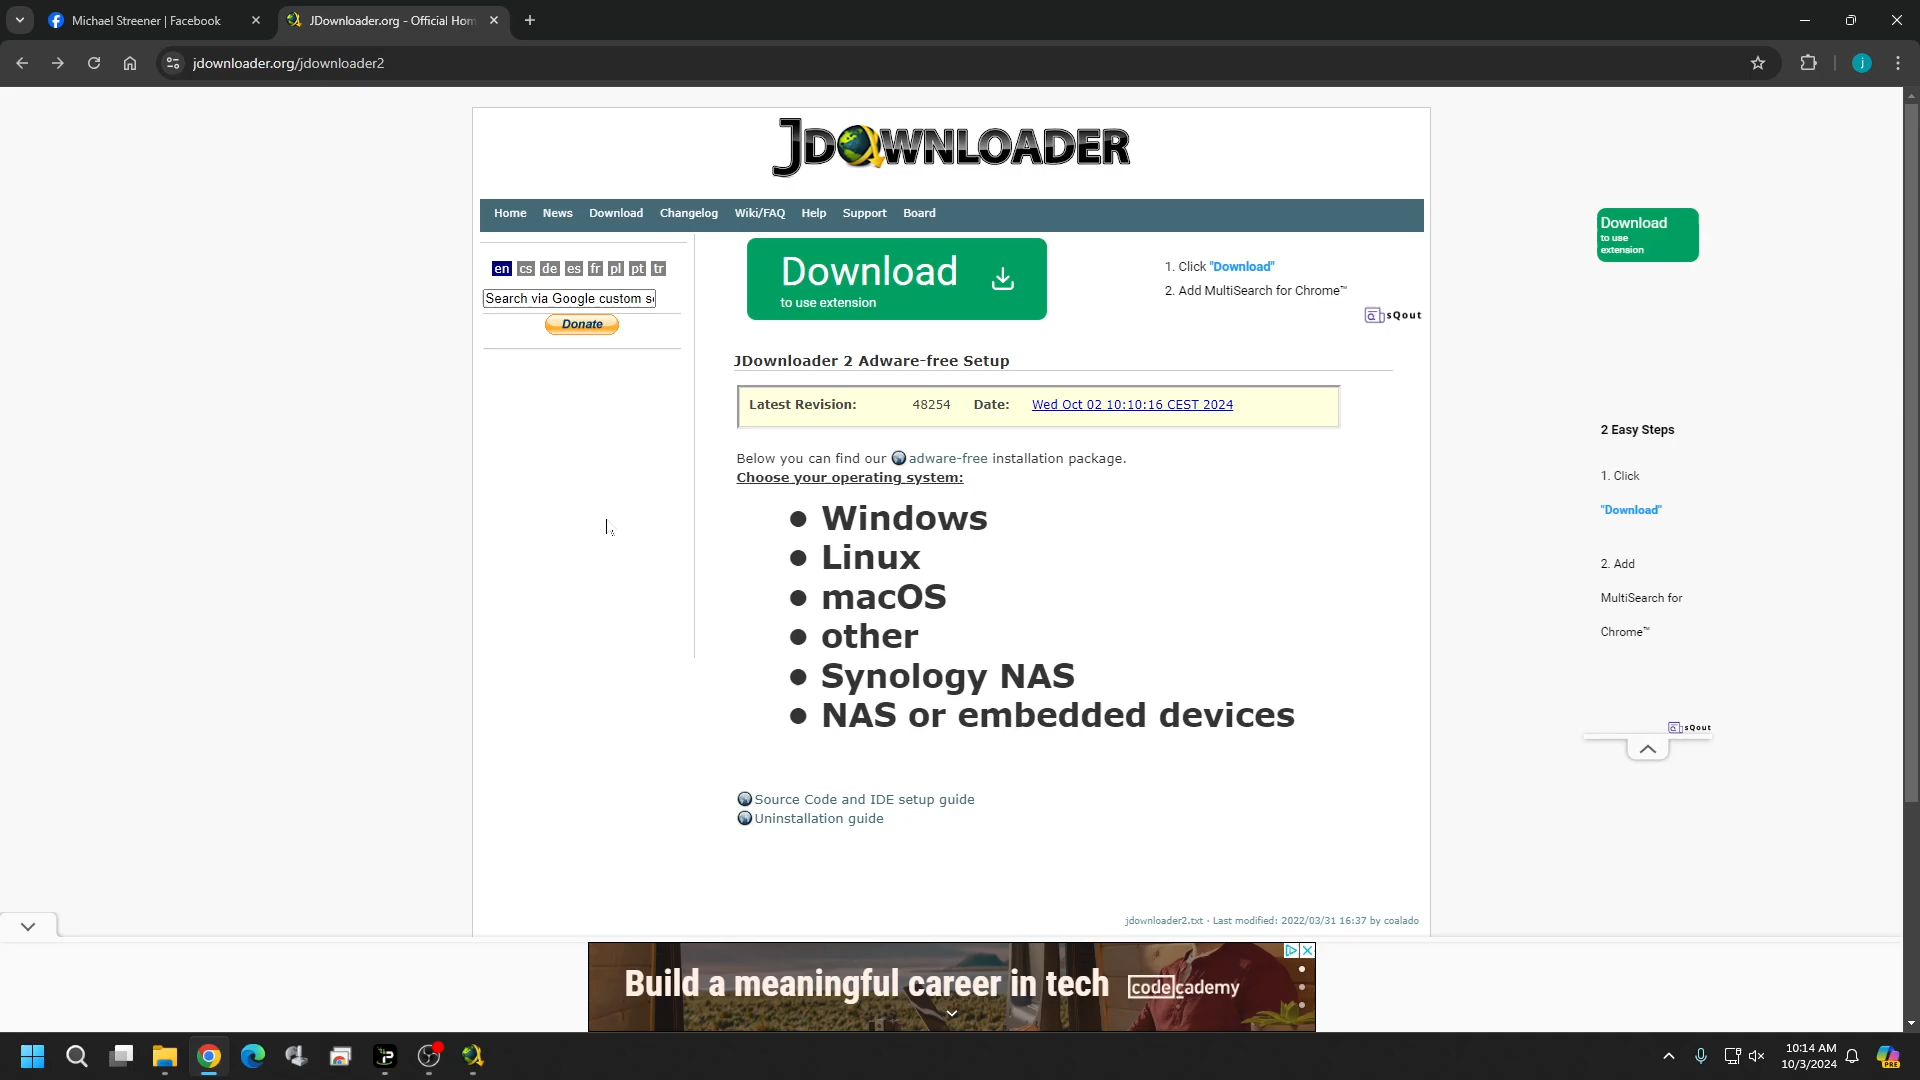 Michael Streener | Facebook
JDownloader.org - Official Hom
jdownloader.org/jdownloader2
j
JDOWNLOADER
Home News Download Changelog Wiki/FAQ Help Support Board
en cs de es fr pl pt tr
Search via Google custom s
Donate
Download
to use extension
1. Click "Download"
2. Add MultiSearch for Chrome™
sQout
JDownloader 2 Adware-free Setup
Latest Revision: 48254 Date: Wed Oct 02 10:10:16 CEST 2024
Below you can find our adware-free installation package.
Choose your operating system:
• Windows
• Linux
• macOS
• other
• Synology NAS
• NAS or embedded devices
Source Code and IDE setup guide
Uninstallation guide
jdownloader2.txt · Last modified: 2022/03/31 16:37 by coalado
Download
to use
extension
2 Easy Steps
1. Click
"Download"
2. Add
MultiSearch for
Chrome™
sQout
Build a meaningful career in tech
codecademy
10:14 AM
10/3/2024
PRE